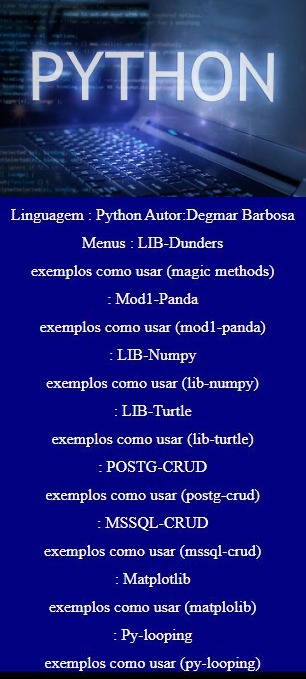 PYTHON
Linguagem : Python Autor:Degmar Barbosa
Menus : LIB-Dunders
exemplos como usar (magic methods)
: Mod1-Panda
exemplos como usar (mod1-panda)
: LIB-Numpy
exemplos como usar (lib-numpy)
: LIB-Turtle
exemplos como usar (lib-turtle)
: POSTG-CRUD
exemplos como usar (postg-crud)
: MSSQL-CRUD
exemplos como usar (mssql-crud)
: Matplotlib
exemplos como usar (matplolib)
: Py-looping
exemplos como usar (py-looping)